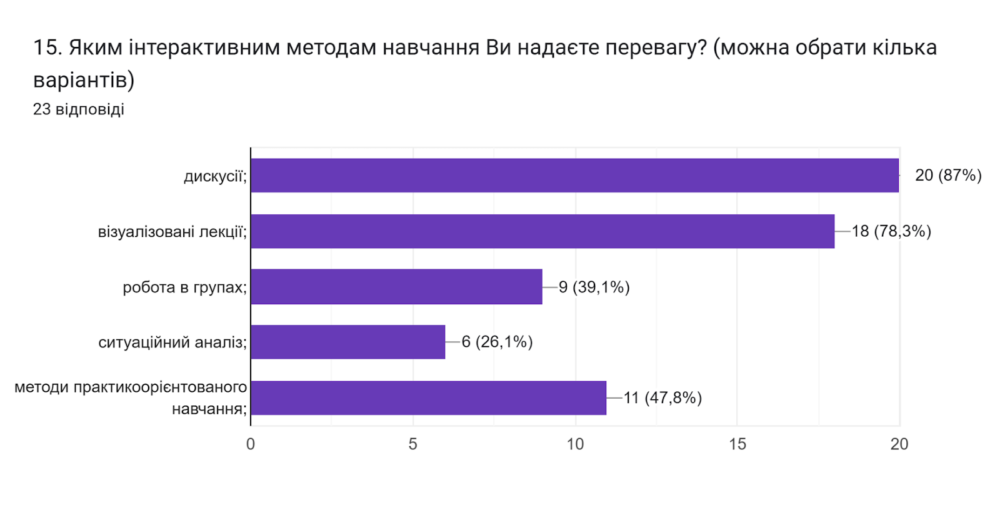 15. Яким інтерактивним методам навчання Ви надаєте перевагу? (можна обрати кілька
варіантів)
23 відповіді
дискусії;
20 (87%)
візуалізовані лекції;
18 (78,3%)
робота в групах;
9 (39,1%)
ситуаційний аналіз;
6 (26,1%)
методи практикоорієнтованого
навчання;
11 (47,8%)
0 5 10 15 20